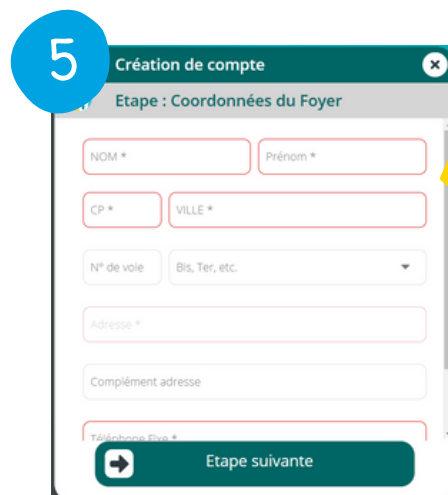 5
Création de compte
Etape : Coordonnées du Foyer
NOM * Prénom *
CP * VILLE *
N° de voie Bis, Ter, etc.
Adresse *
Complément adresse
Téléphone Fixe *
Etape suivante